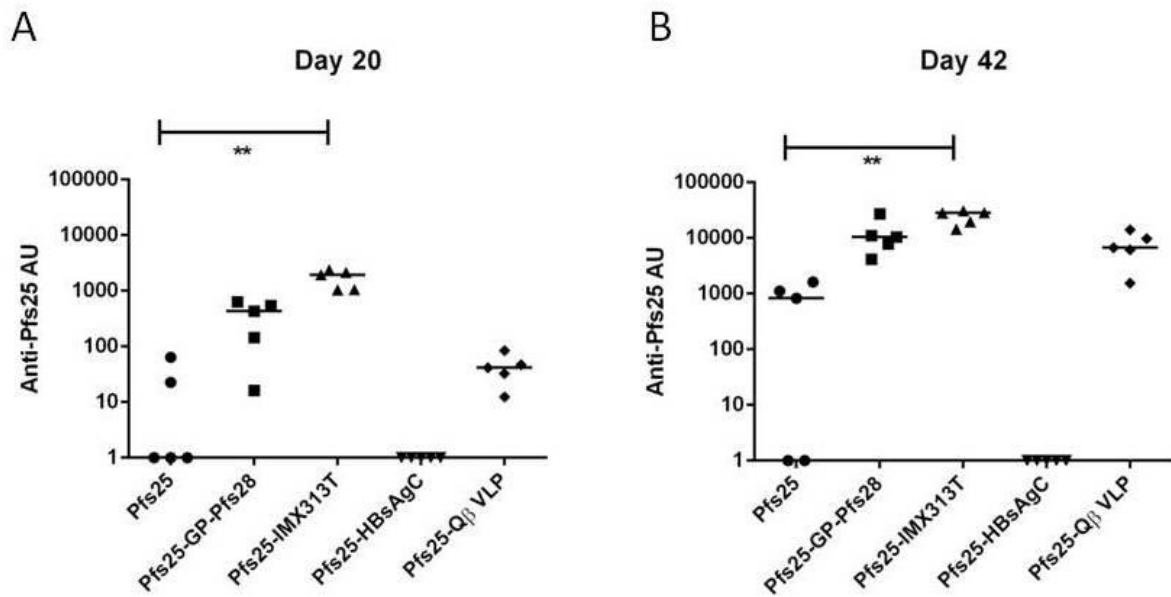 A
Day 20
**
Anti-Pfs25 AU
100000
10000
1000
100
10
1
Pfs25
Pfs25-GP-Pfs28
Pfs25-IMX313T
Pfs25-HBsAgC
Pfs25-Qβ VLP
B
Day 42
**
Anti-Pfs25 AU
100000
10000
1000
100
10
1
Pfs25
Pfs25-GP-Pfs28
Pfs25-IMX313T
Pfs25-HBsAgC
Pfs25-Qβ VLP